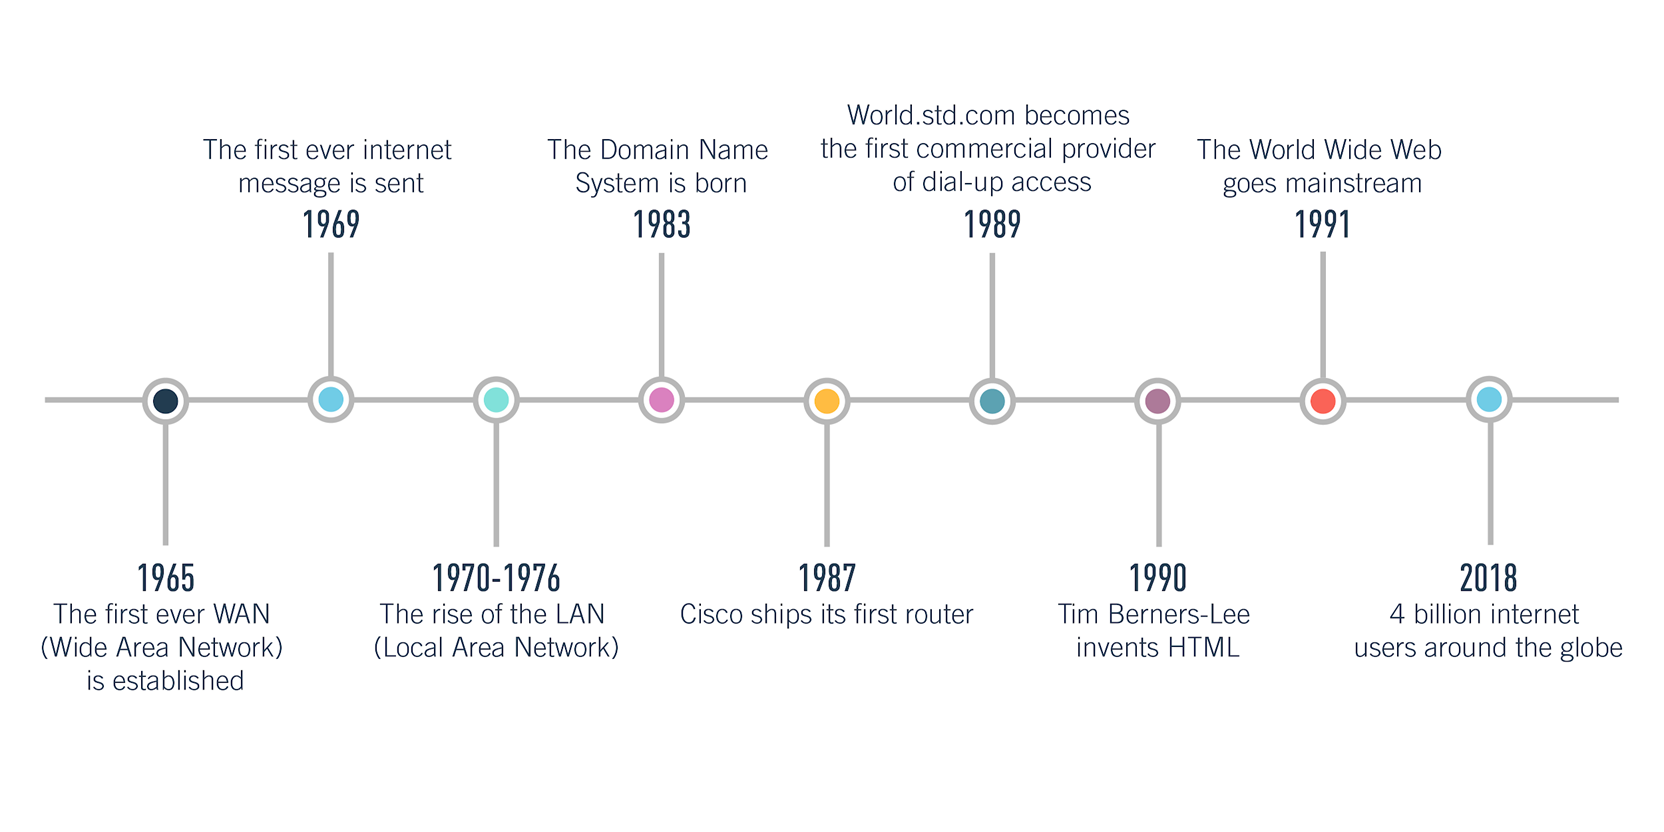 The first ever internet
message is sent
1969
The Domain Name
System is born
1983
World.std.com becomes
the first commercial provider
of dial-up access
1989
The World Wide Web
goes mainstream
1991
1965
The first ever WAN
(Wide Area Network)
is established
1970-1976
The rise of the LAN
(Local Area Network)
1987
Cisco ships its first router
1990
Tim Berners-Lee
invents HTML
2018
4 billion internet
users around the globe